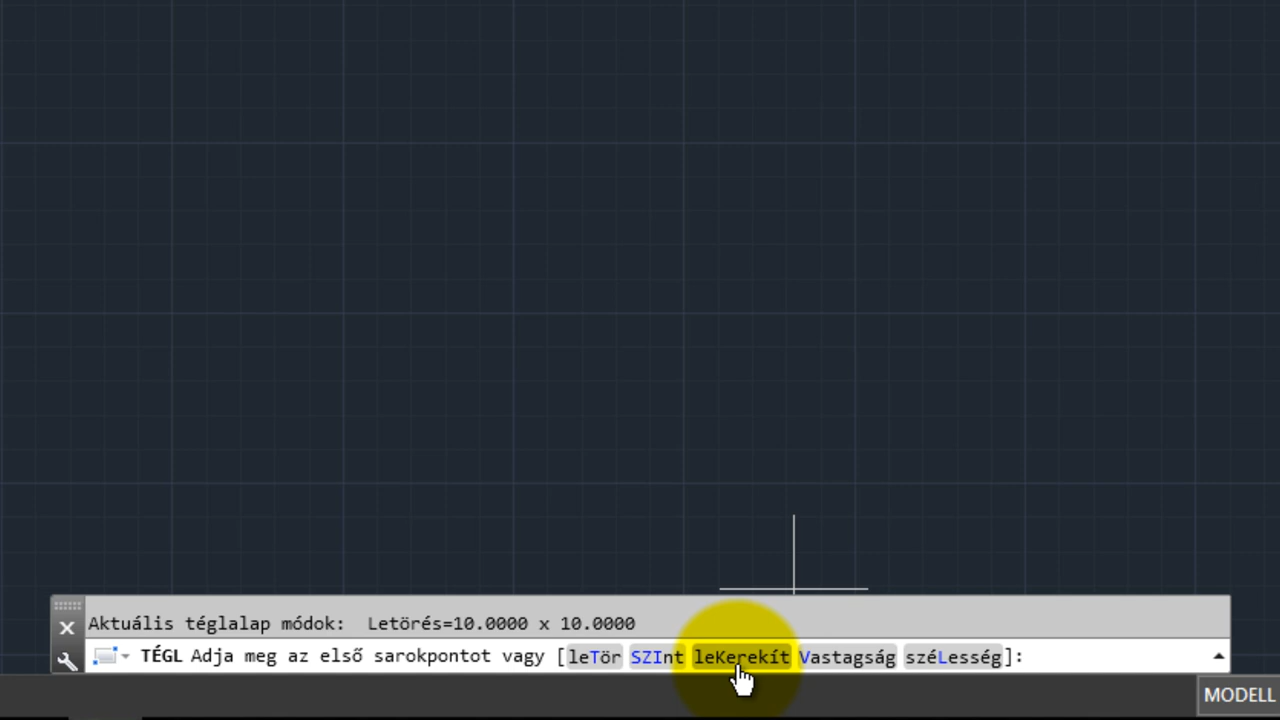 Aktuális téglalap módok: Letörés=10.0000 x 10.0000
TÉGL Adja meg az első sarokpontot vagy [leTör SZInt leKerekít Vastagság széLesség]:
MODELL